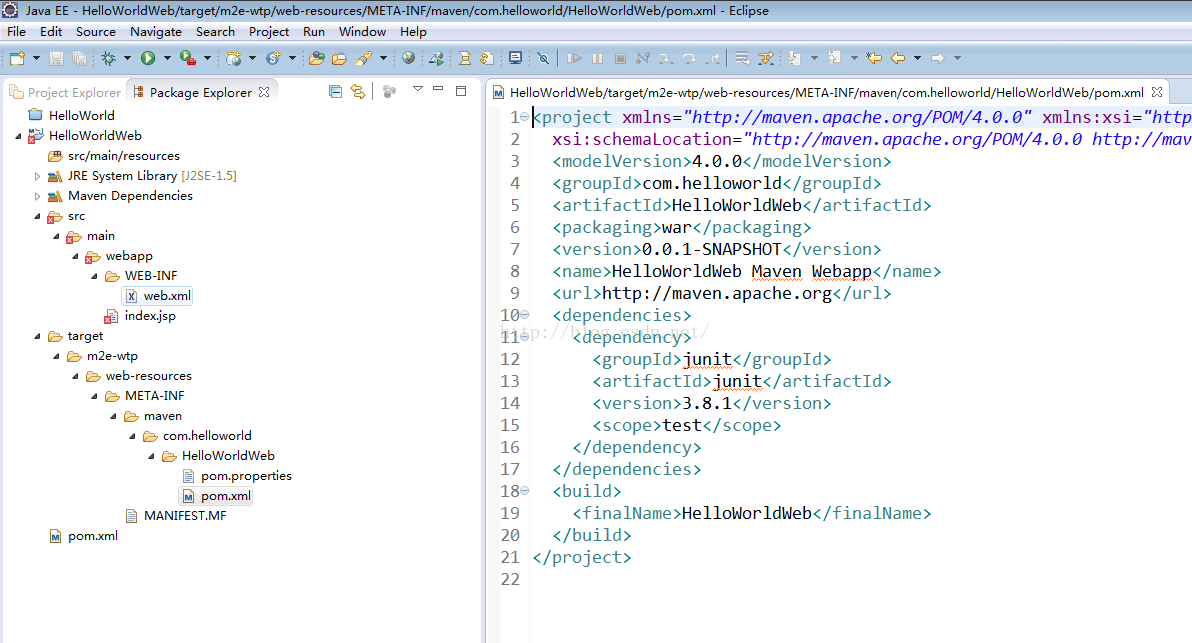 Java EE - HelloWorldWeb/target/m2e-wtp/web-resources/META-INF/maven/com.helloworld/HelloWorldWeb/pom.xml - Eclipse
File Edit Source Navigate Search Project Run Window Help
Project Explorer Package Explorer
HelloWorld
HelloWorldWeb
src/main/resources
JRE System Library [J2SE-1.5]
Maven Dependencies
src
main
webapp
WEB-INF
web.xml
index.jsp
target
m2e-wtp
web-resources
META-INF
maven
com.helloworld
HelloWorldWeb
pom.properties
pom.xml
MANIFEST.MF
pom.xml
HelloWorldWeb/target/m2e-wtp/web-resources/META-INF/maven/com.helloworld/HelloWorldWeb/pom.xml
1 <project xmlns="http://maven.apache.org/POM/4.0.0" xmlns:xsi="http
2 xsi:schemaLocation="http://maven.apache.org/POM/4.0.0 http://mav
3 <modelVersion>4.0.0</modelVersion>
4 <groupId>com.helloworld</groupId>
5 <artifactId>HelloWorldWeb</artifactId>
6 <packaging>war</packaging>
7 <version>0.0.1-SNAPSHOT</version>
8 <name>HelloWorldWeb Maven Webapp</name>
9 <url>http://maven.apache.org</url>
10 <dependencies>
http://blog.csdn.net/
11 <dependency>
12 <groupId>junit</groupId>
13 <artifactId>junit</artifactId>
14 <version>3.8.1</version>
15 <scope>test</scope>
16 </dependency>
17 </dependencies>
18 <build>
19 <finalName>HelloWorldWeb</finalName>
20 </build>
21 </project>
22